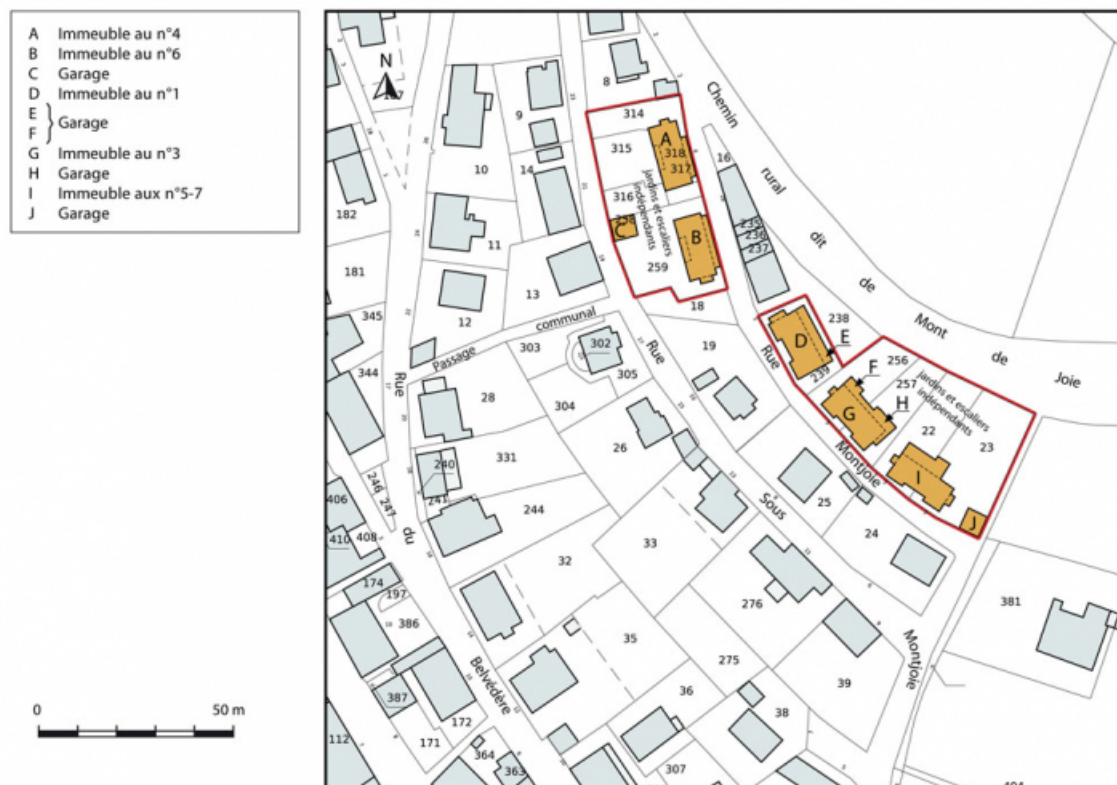 A Immeuble au n°4
B Immeuble au n°6
C Garage
D Immeuble au n°1
E
F
Garage
G Immeuble au n°3
H Garage
I Immeuble aux n°5-7
J Garage
0 50 m
N
8
Chemin
rural
dit
de
Mont
de
Joie
314
9
315
A
318
317
16
10
14
316
jardins et escaliers
indépendants
182
235
236
237
C
B
11
259
181
13
18
238
345
12
Passage
communal
302
303
Rue
19
Rue
D
E
239
256
F
257
jardins et escaliers
indépendants
344
Rue
305
28
304
G
H
22
23
26
331
Montjoie
I
240
241
246
247
406
244
Sous
25
J
410
408
du
33
24
174
32
197
276
381
386
35
Montjoie
275
39
Belvédère
387
36
172
38
112
171
364
363
307